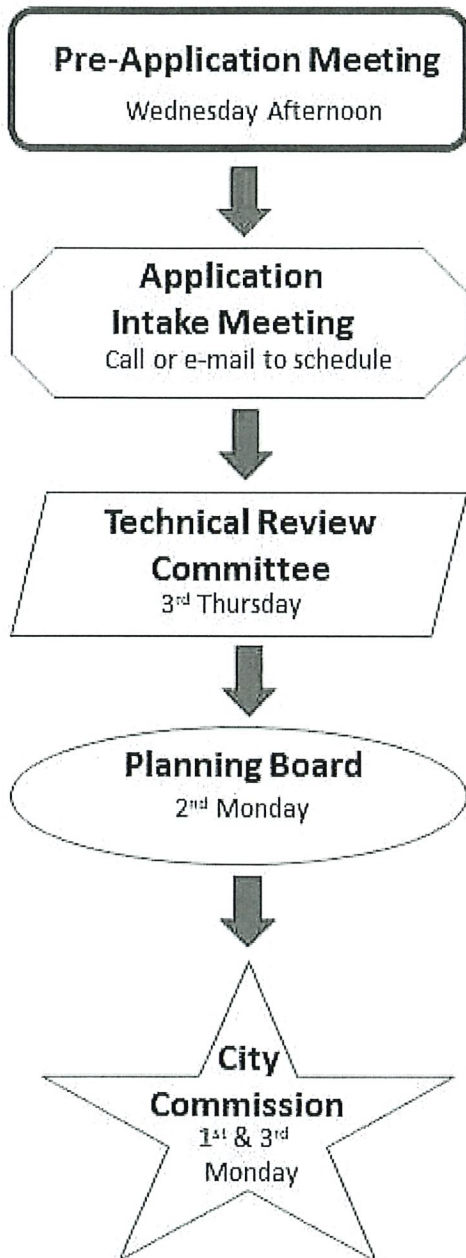 Pre-Application Meeting
Wednesday Afternoon
Application
Intake Meeting
Call or e-mail to schedule
Technical Review
Committee
3rd Thursday
Planning Board
2nd Monday
City
Commission
1st & 3rd
Monday